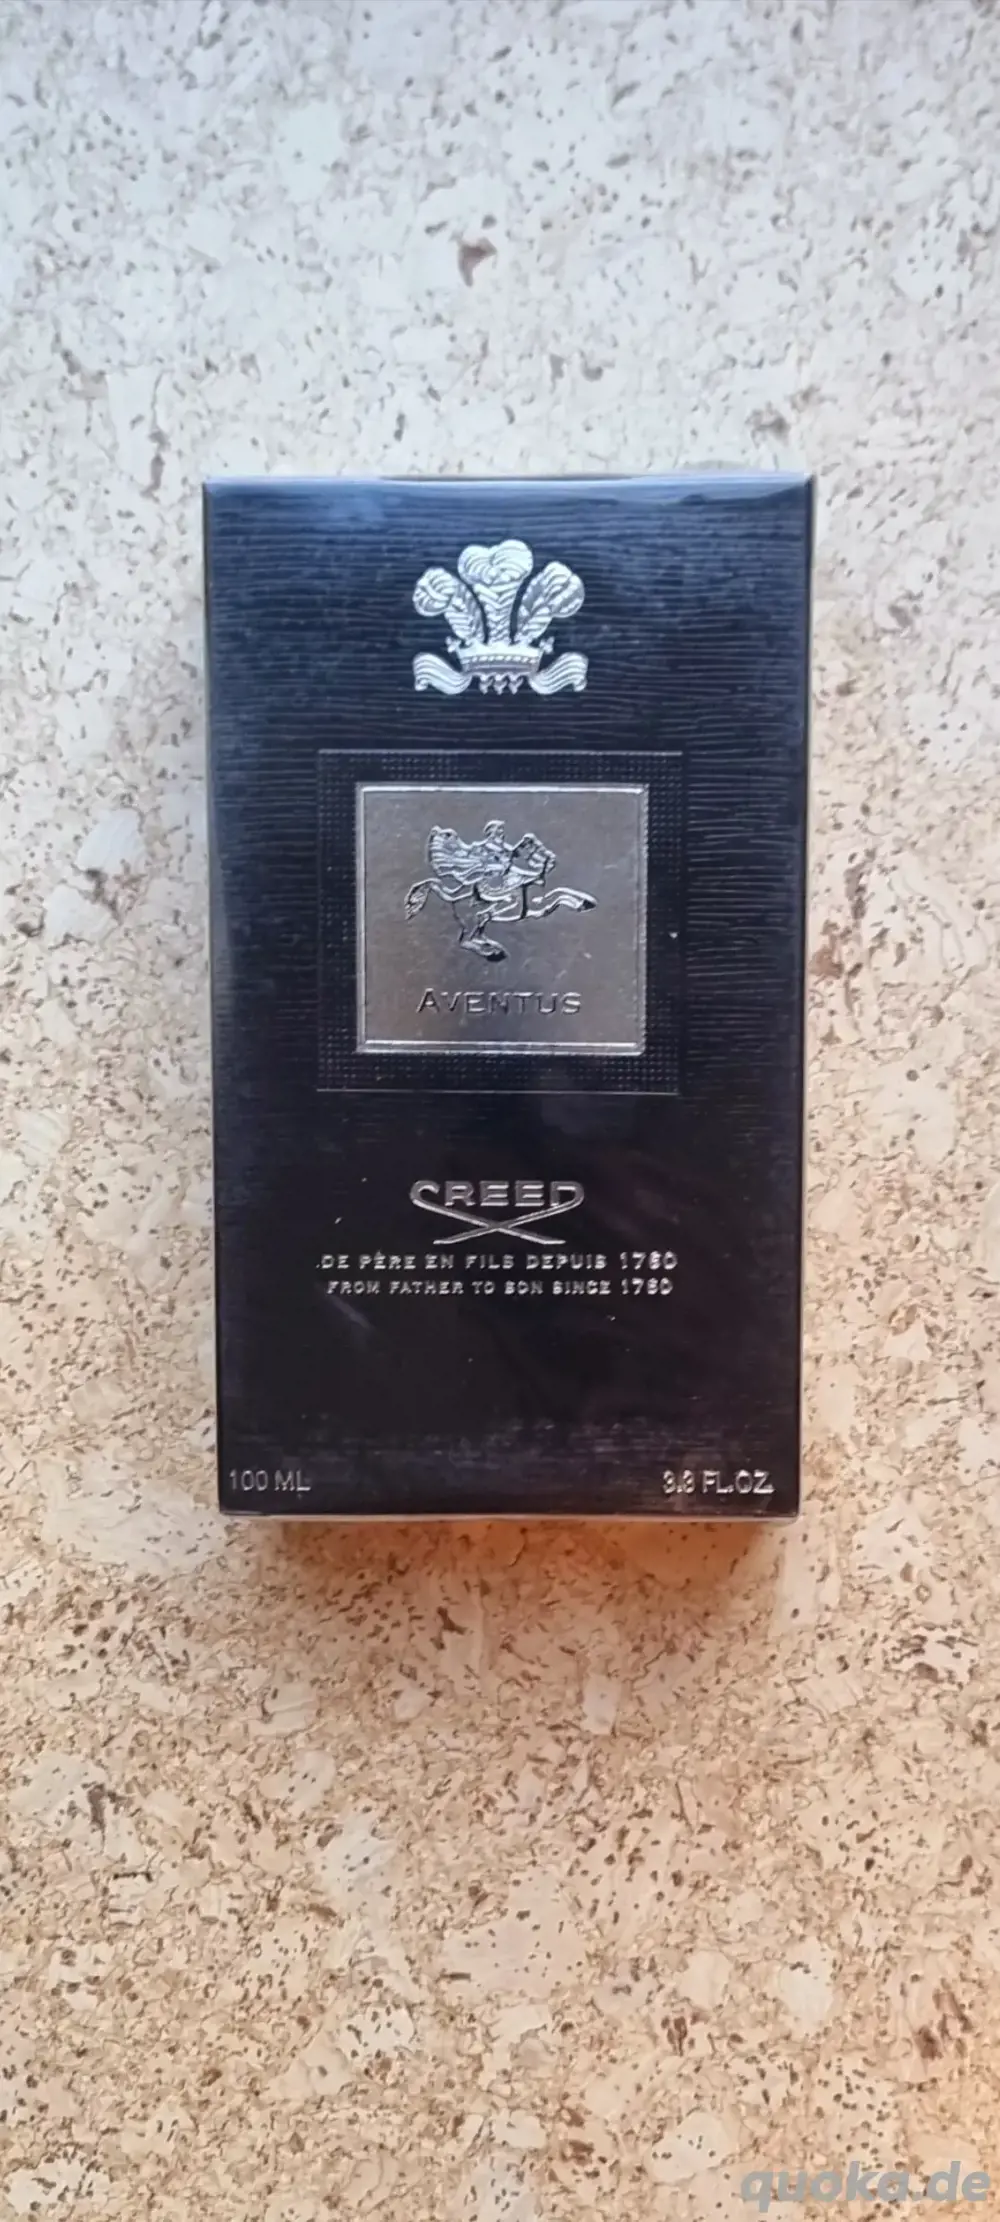 AVENTUS
CREED
DE PÈRE EN FILS DEPUIS 1760
FROM FATHER TO SON SINCE 1760
100 ML
3.3 FL.OZ.
quoka.de